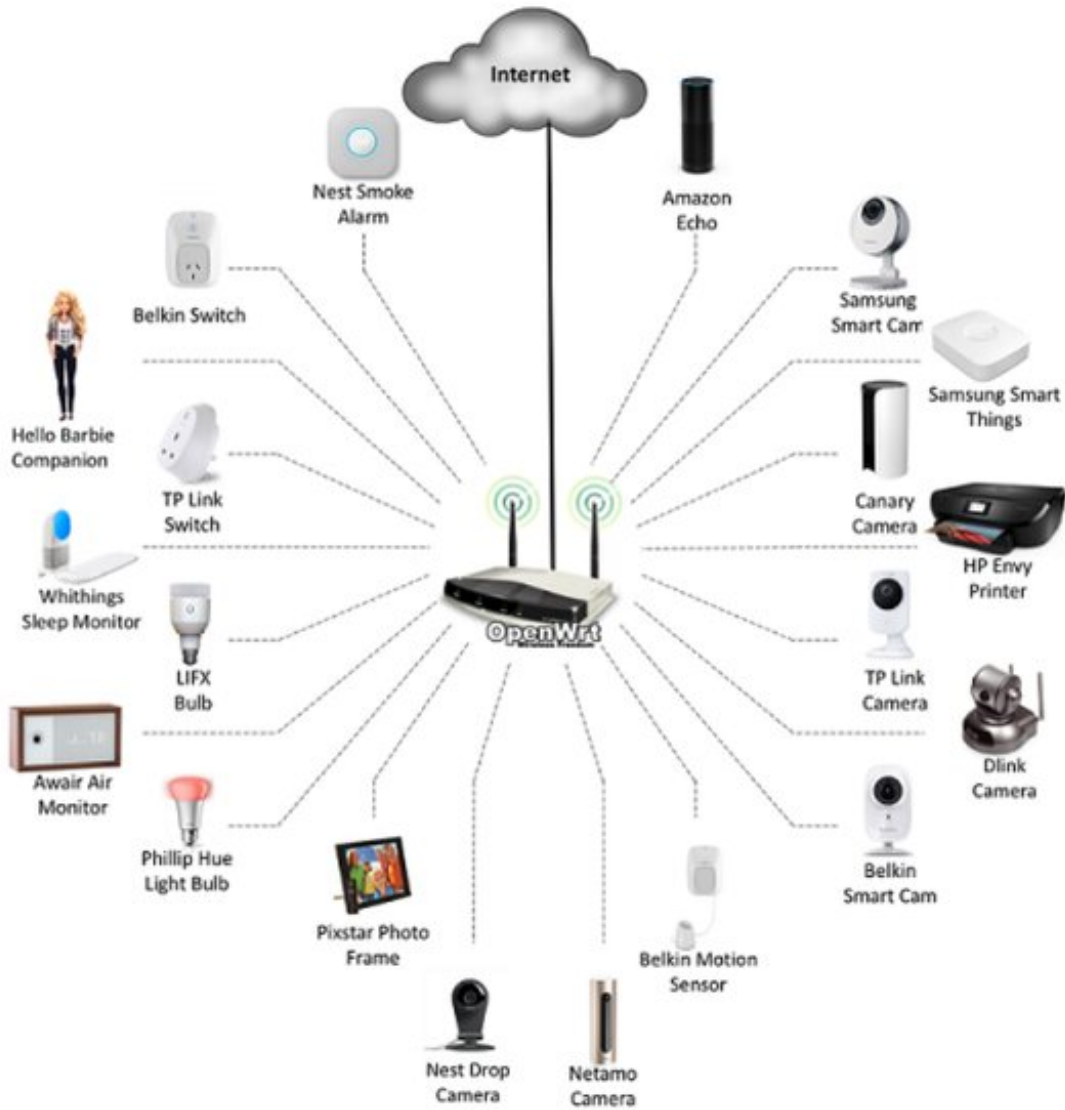 Internet
Nest Smoke
Alarm
Amazon
Echo
Belkin Switch
Samsung
Smart Cam
Hello Barbie
Companion
Samsung Smart
Things
TP Link
Switch
Canary
Camera
Whithings
Sleep Monitor
HP Envy
Printer
OpenWrt
Wireless Freedom
LIFX
Bulb
TP Link
Camera
Awair Air
Monitor
Dlink
Camera
Phillip Hue
Light Bulb
Belkin
Smart Cam
Pixstar Photo
Frame
Belkin Motion
Sensor
Nest Drop
Camera
Netamo
Camera